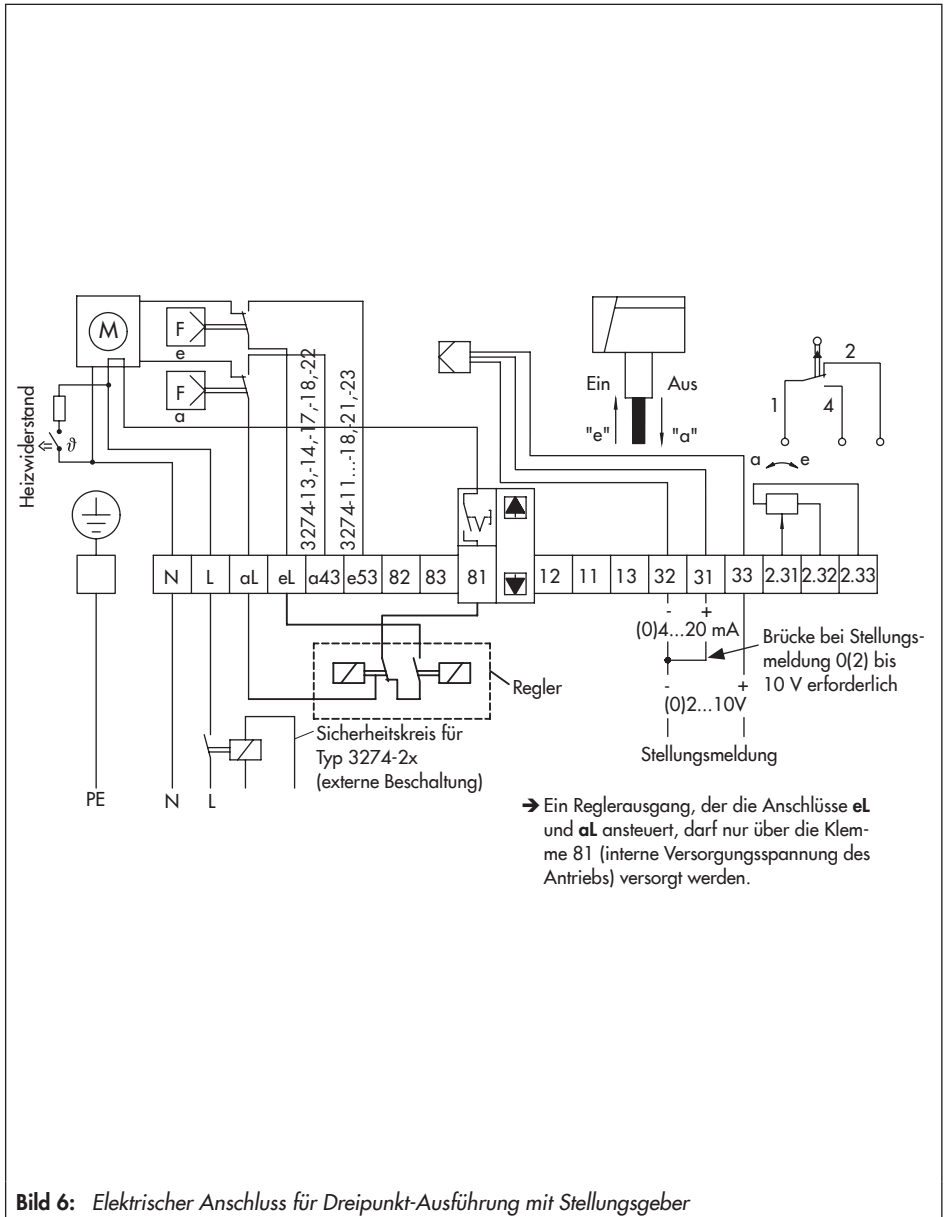 M
F
e
F
a
Heizwiderstand
ϑ
3274-13,-14,-17,-18,-22
3274-11...-18,-21,-23
Ein
Aus
"e"
"a"
1
2
4
a
e
N L aL eL a43 e53 82 83 81 12 11 13 32 31 33 2.31 2.32 2.33
- +
(0)4...20 mA
Brücke bei Stellungs-
meldung 0(2) bis
10 V erforderlich
- +
(0)2...10V
Stellungsmeldung
Regler
Sicherheitskreis für
Typ 3274-2x
(externe Beschaltung)
PE N L
➔ Ein Reglerausgang, der die Anschlüsse eL
und aL ansteuert, darf nur über die Klem-
me 81 (interne Versorgungsspannung des
Antriebs) versorgt werden.
Bild 6: Elektrischer Anschluss für Dreipunkt-Ausführung mit Stellungsgeber